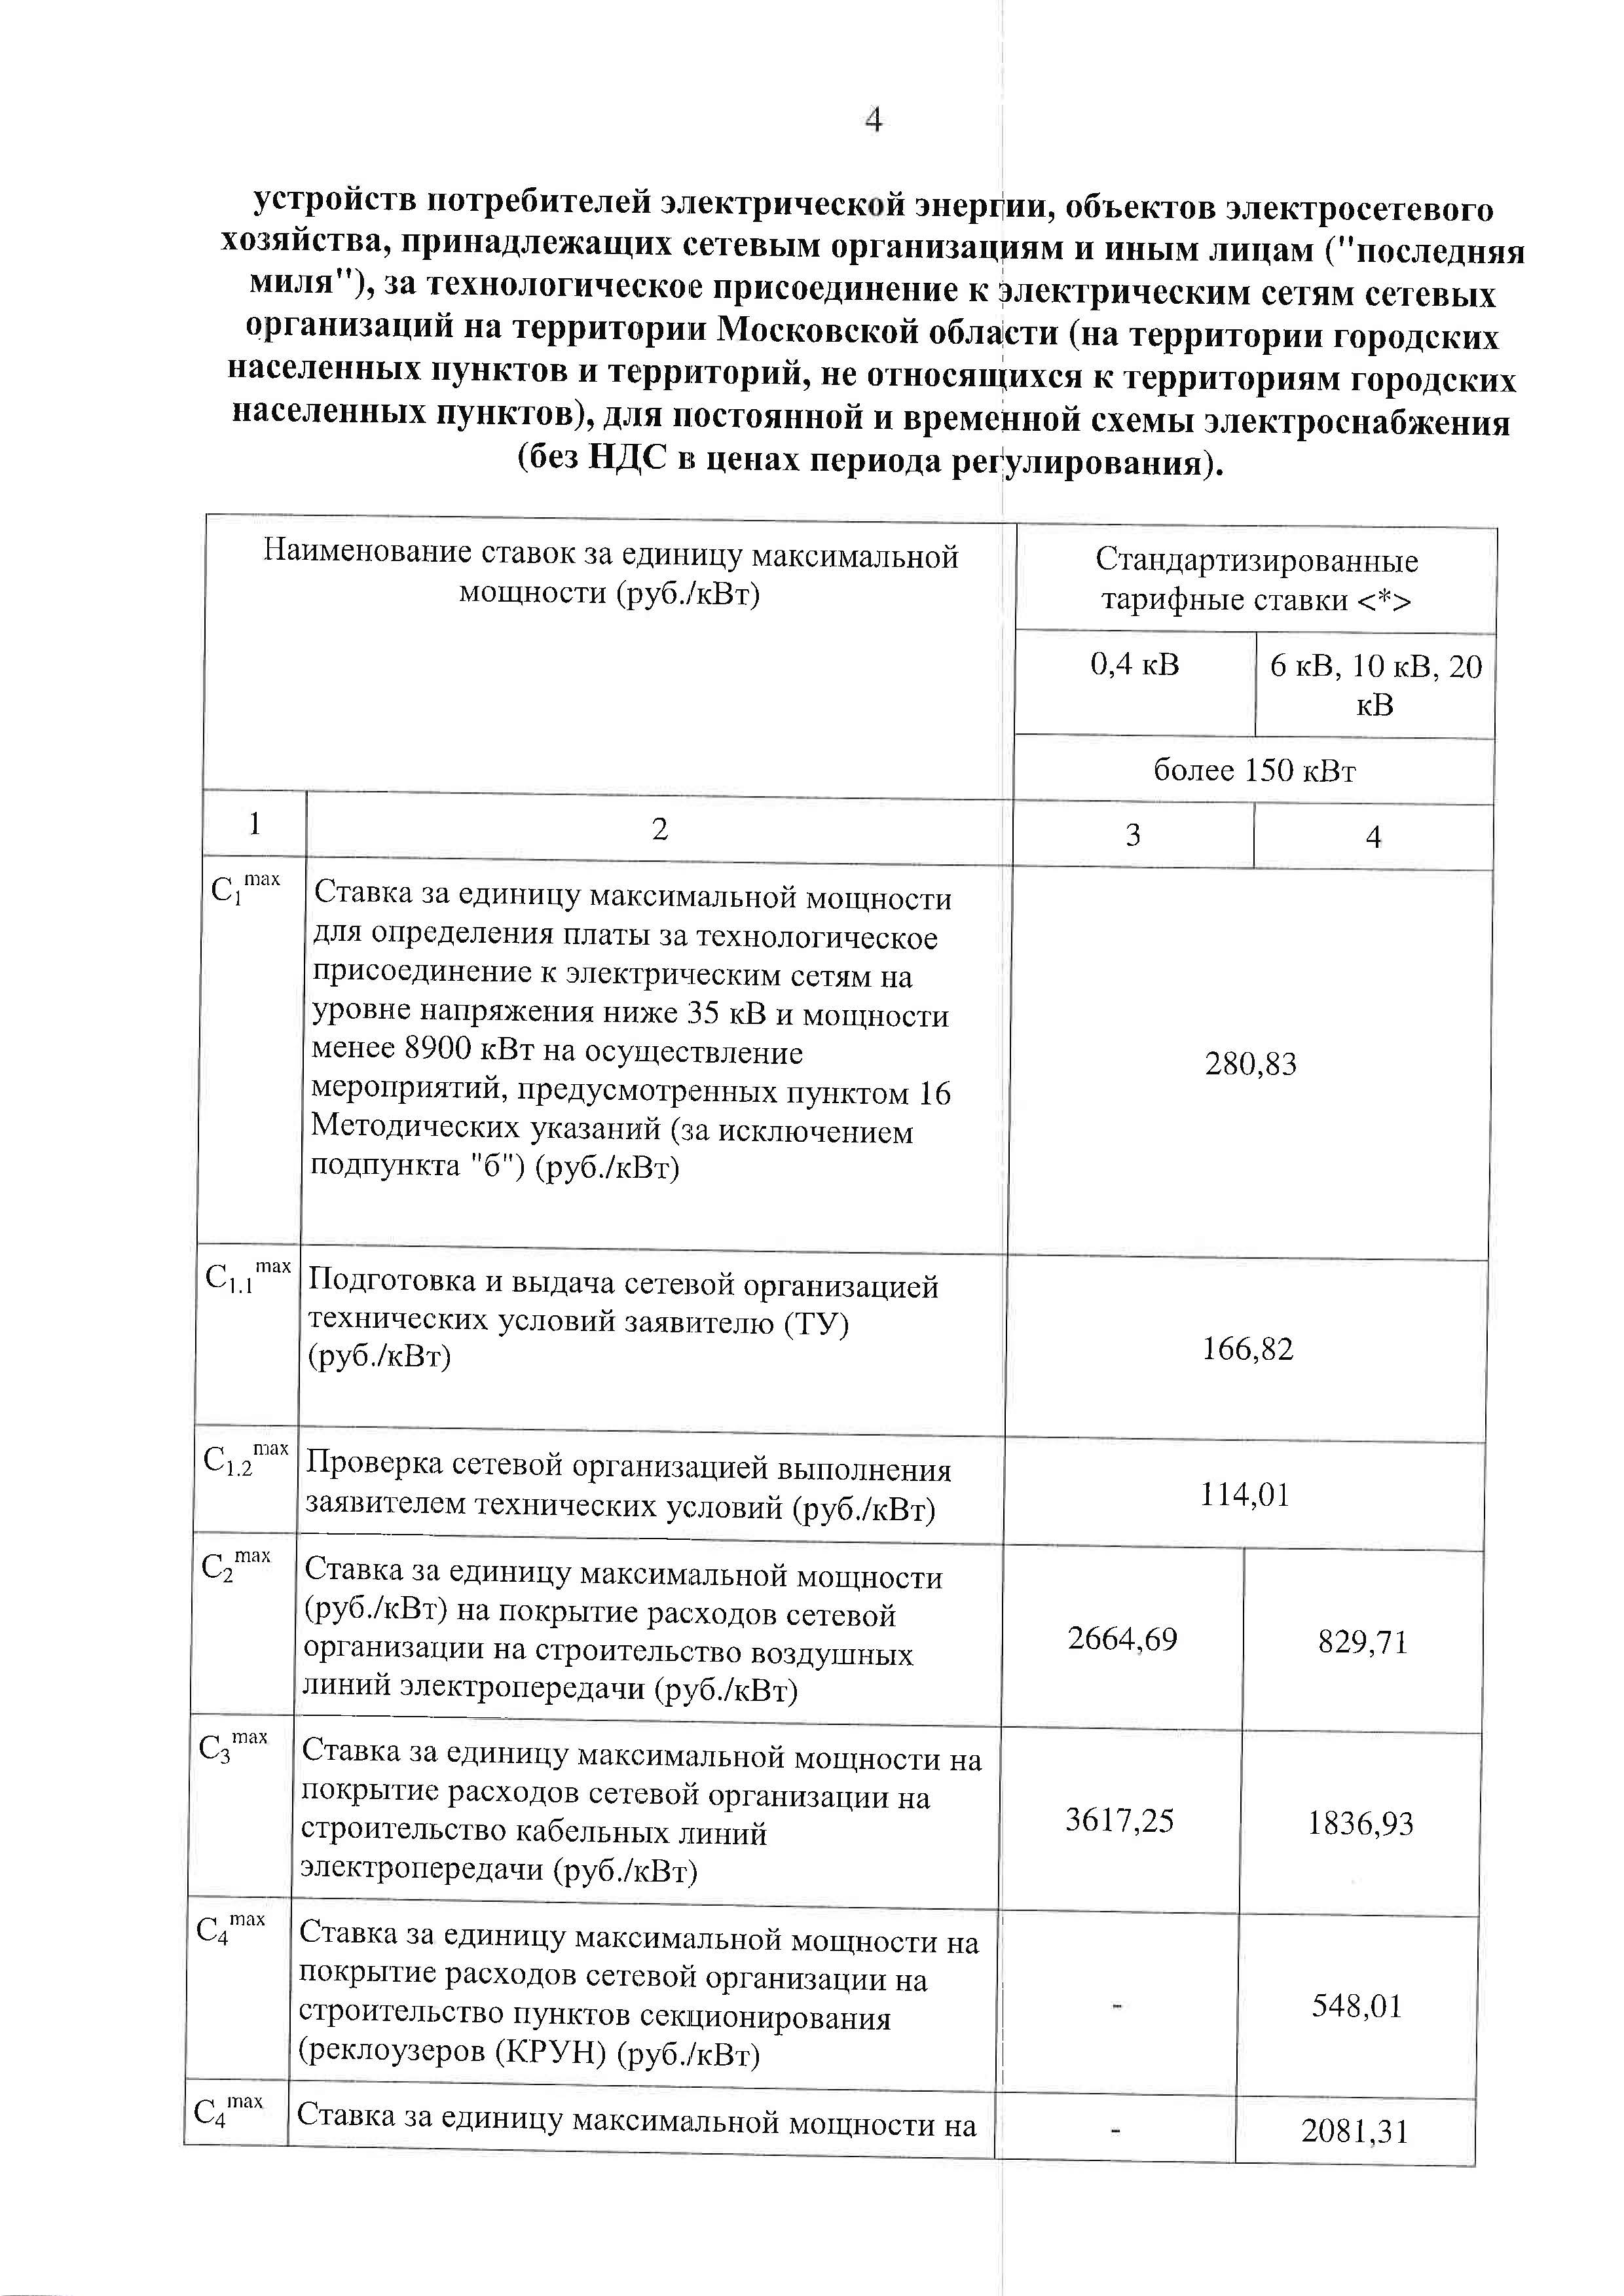 4
устройств потребителей электрической энергии, объектов электросетевого
хозяйства, принадлежащих сетевым организациям и иным лицам ("последняя
миля"), за технологическое присоединение к электрическим сетям сетевых
организаций на территории Московской области (на территории городских
населенных пунктов и территорий, не относящихся к территориям городских
населенных пунктов), для постоянной и временной схемы электроснабжения
(без НДС в ценах периода регулирования).
Наименование ставок за единицу максимальной
мощности (руб./кВт)
Стандартизированные
тарифные ставки <*>
0,4 кВ
6 кВ, 10 кВ, 20
кВ
более 150 кВт
1
2
3
4
C1max
Ставка за единицу максимальной мощности
для определения платы за технологическое
присоединение к электрическим сетям на
уровне напряжения ниже 35 кВ и мощности
менее 8900 кВт на осуществление
мероприятий, предусмотренных пунктом 16
Методических указаний (за исключением
подпункта "б") (руб./кВт)
280,83
C1.1max
Подготовка и выдача сетевой организацией
технических условий заявителю (ТУ)
(руб./кВт)
166,82
C1.2max
Проверка сетевой организацией выполнения
заявителем технических условий (руб./кВт)
114,01
C2max
Ставка за единицу максимальной мощности
(руб./кВт) на покрытие расходов сетевой
организации на строительство воздушных
линий электропередачи (руб./кВт)
2664,69
829,71
C3max
Ставка за единицу максимальной мощности на
покрытие расходов сетевой организации на
строительство кабельных линий
электропередачи (руб./кВт)
3617,25
1836,93
C4max
Ставка за единицу максимальной мощности на
покрытие расходов сетевой организации на
строительство пунктов секционирования
(реклоузеров (КРУН) (руб./кВт)
-
548,01
C4max
Ставка за единицу максимальной мощности на
-
2081,31